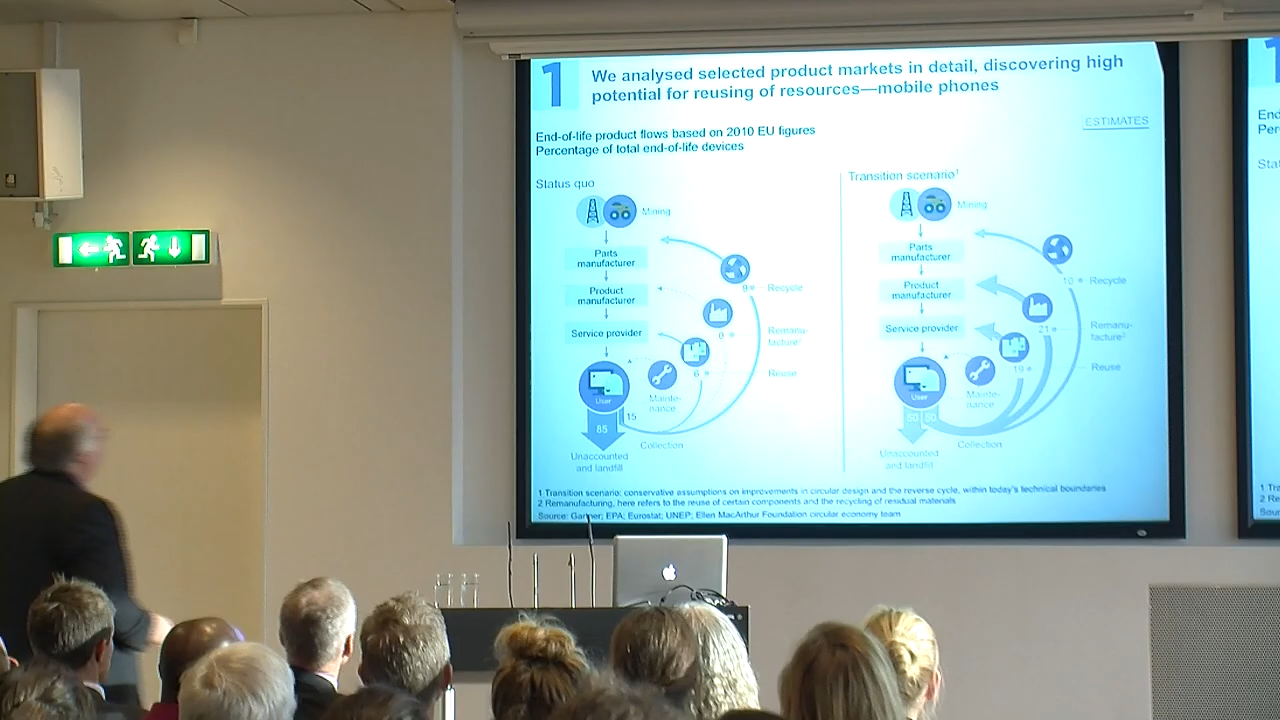 1
We analysed selected product markets in detail, discovering high
potential for reusing of resources—mobile phones
ESTIMATES
End-of-life product flows based on 2010 EU figures
Percentage of total end-of-life devices
Status quo
Mining
Parts
manufacturer
Product
manufacturer
Service provider
User
9
Recycle
0
Remanu-
facture²
6
Reuse
Mainte-
nance
15
85
Collection
Unaccounted
and landfill
Transition scenario¹
Mining
Parts
manufacturer
Product
manufacturer
Service provider
User
10
Recycle
21
Remanu-
facture²
19
Reuse
Mainte-
nance
50 50
Collection
Unaccounted
and landfill
1 Transition scenario: conservative assumptions on improvements in circular design and the reverse cycle, within today's technical boundaries
2 Remanufacturing, here refers to the reuse of certain components and the recycling of residual materials
Source: Gartner; EPA; Eurostat; UNEP; Ellen MacArthur Foundation circular economy team